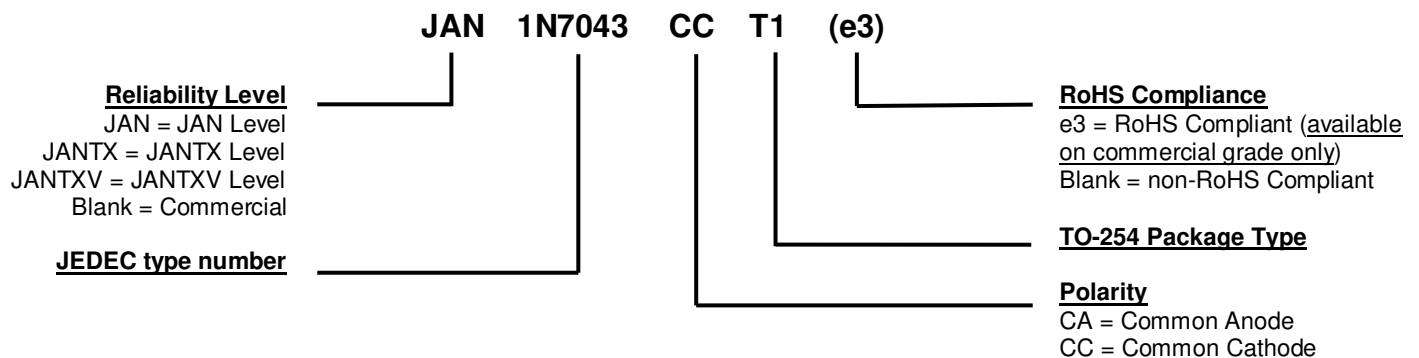 JAN 1N7043 CC T1 (e3)
Reliability Level
JAN = JAN Level
JANTX = JANTX Level
JANTXV = JANTXV Level
Blank = Commercial
JEDEC type number
RoHS Compliance
e3 = RoHS Compliant (available
on commercial grade only)
Blank = non-RoHS Compliant
TO-254 Package Type
Polarity
CA = Common Anode
CC = Common Cathode